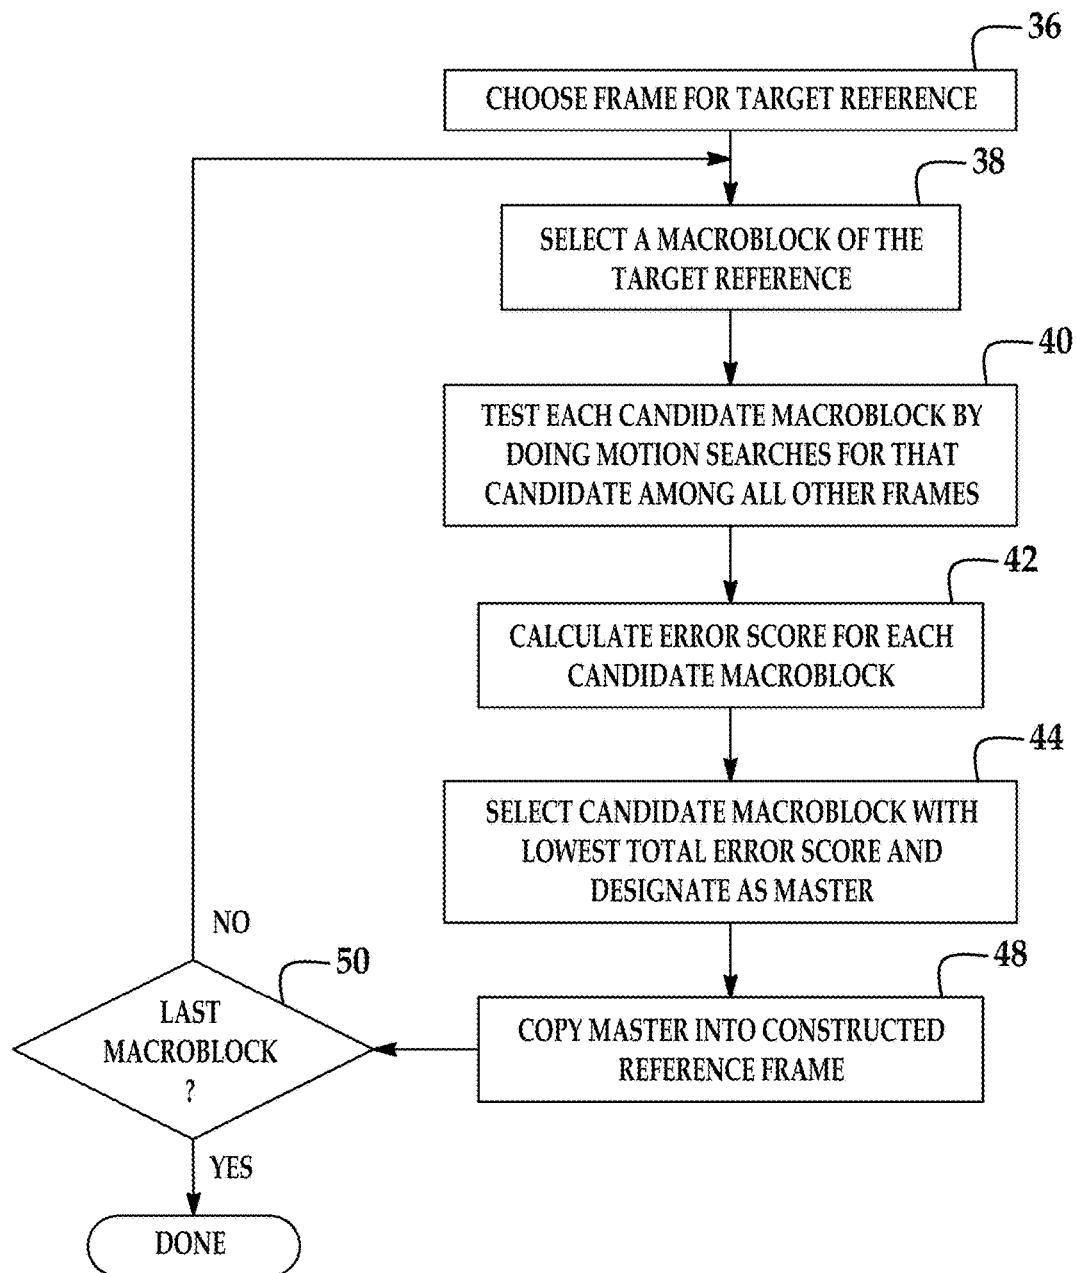 36
CHOOSE FRAME FOR TARGET REFERENCE
38
SELECT A MACROBLOCK OF THE
TARGET REFERENCE
40
TEST EACH CANDIDATE MACROBLOCK BY
DOING MOTION SEARCHES FOR THAT
CANDIDATE AMONG ALL OTHER FRAMES
42
CALCULATE ERROR SCORE FOR EACH
CANDIDATE MACROBLOCK
44
SELECT CANDIDATE MACROBLOCK WITH
LOWEST TOTAL ERROR SCORE AND
DESIGNATE AS MASTER
48
COPY MASTER INTO CONSTRUCTED
REFERENCE FRAME
NO
50
LAST
MACROBLOCK
?
YES
DONE